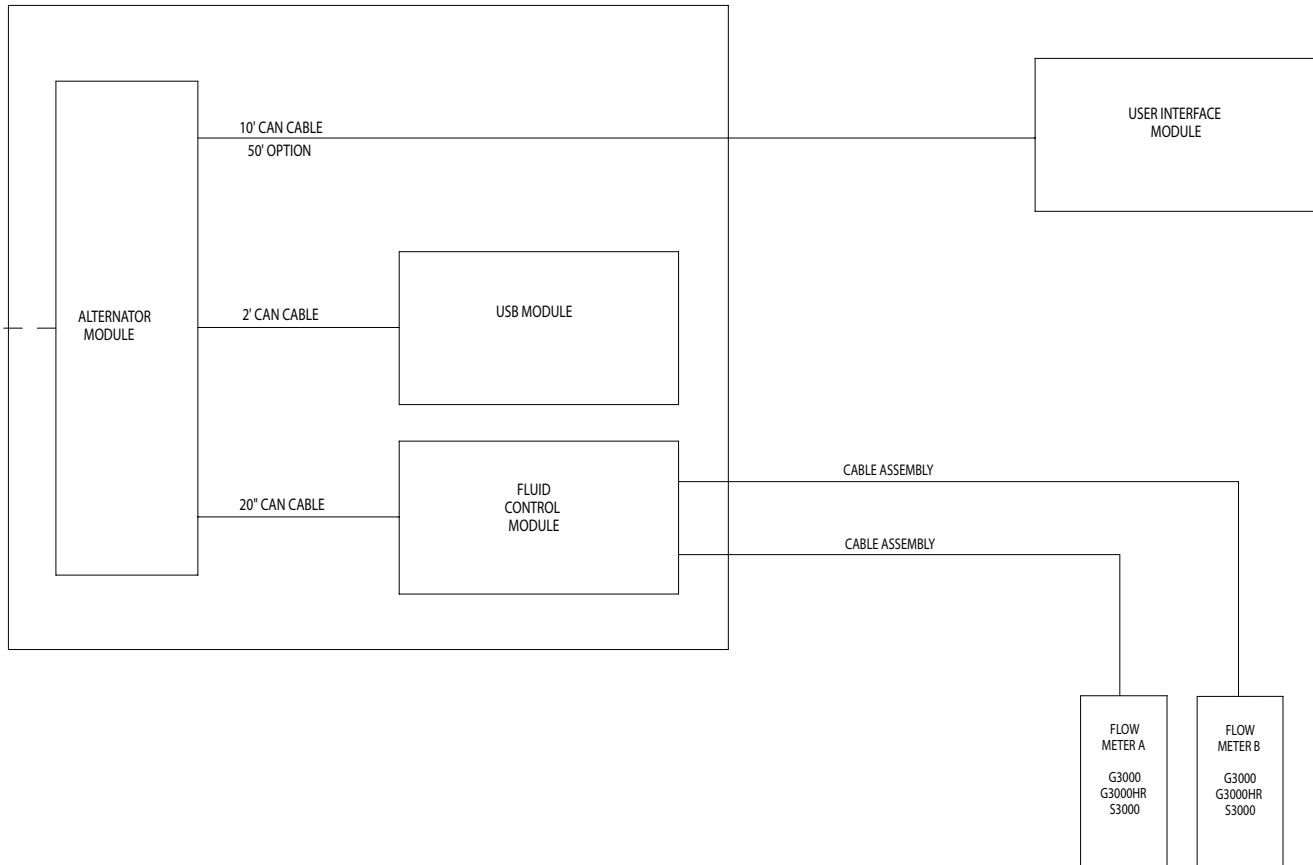 10' CAN CABLE
50' OPTION
USER INTERFACE
MODULE
ALTERNATOR
MODULE
2' CAN CABLE
USB MODULE
20" CAN CABLE
FLUID
CONTROL
MODULE
CABLE ASSEMBLY
CABLE ASSEMBLY
FLOW
METER A
G3000
G3000HR
S3000
FLOW
METER B
G3000
G3000HR
S3000